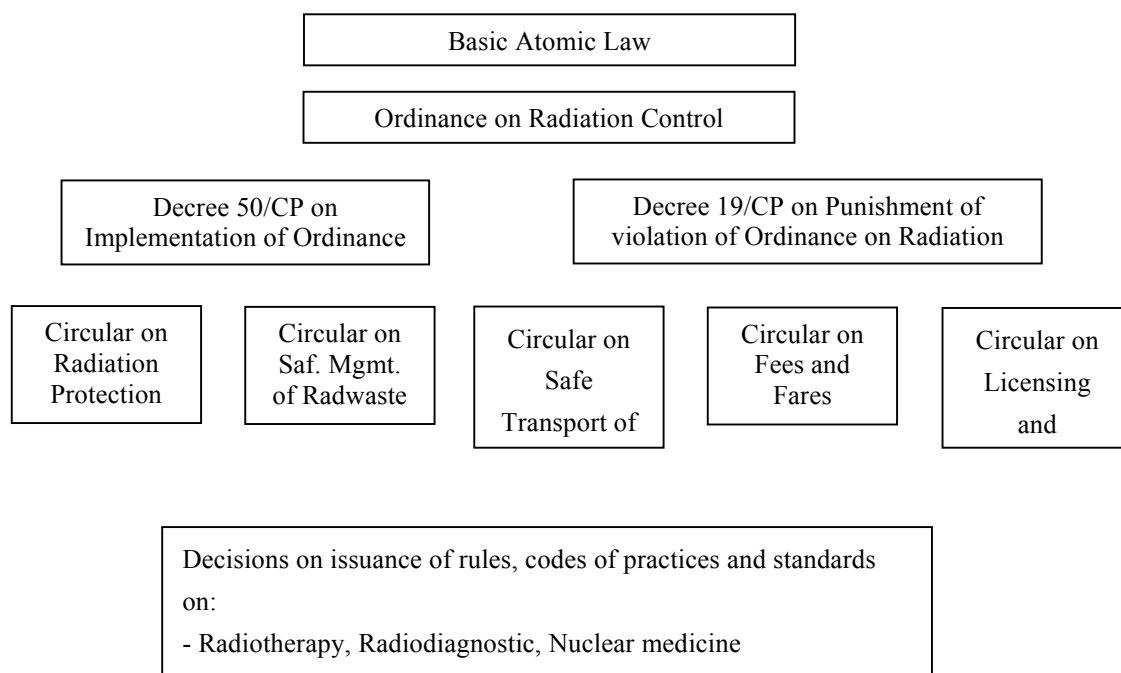 Basic Atomic Law
Ordinance on Radiation Control
Decree 50/CP on
Implementation of Ordinance
Decree 19/CP on Punishment of
violation of Ordinance on Radiation
Circular on
Radiation
Protection
Circular on
Saf. Mgmt.
of Radwaste
Circular on
Safe
Transport of
Circular on
Fees and
Fares
Circular on
Licensing
and
Decisions on issuance of rules, codes of practices and standards
on:
- Radiotherapy, Radiodiagnostic, Nuclear medicine